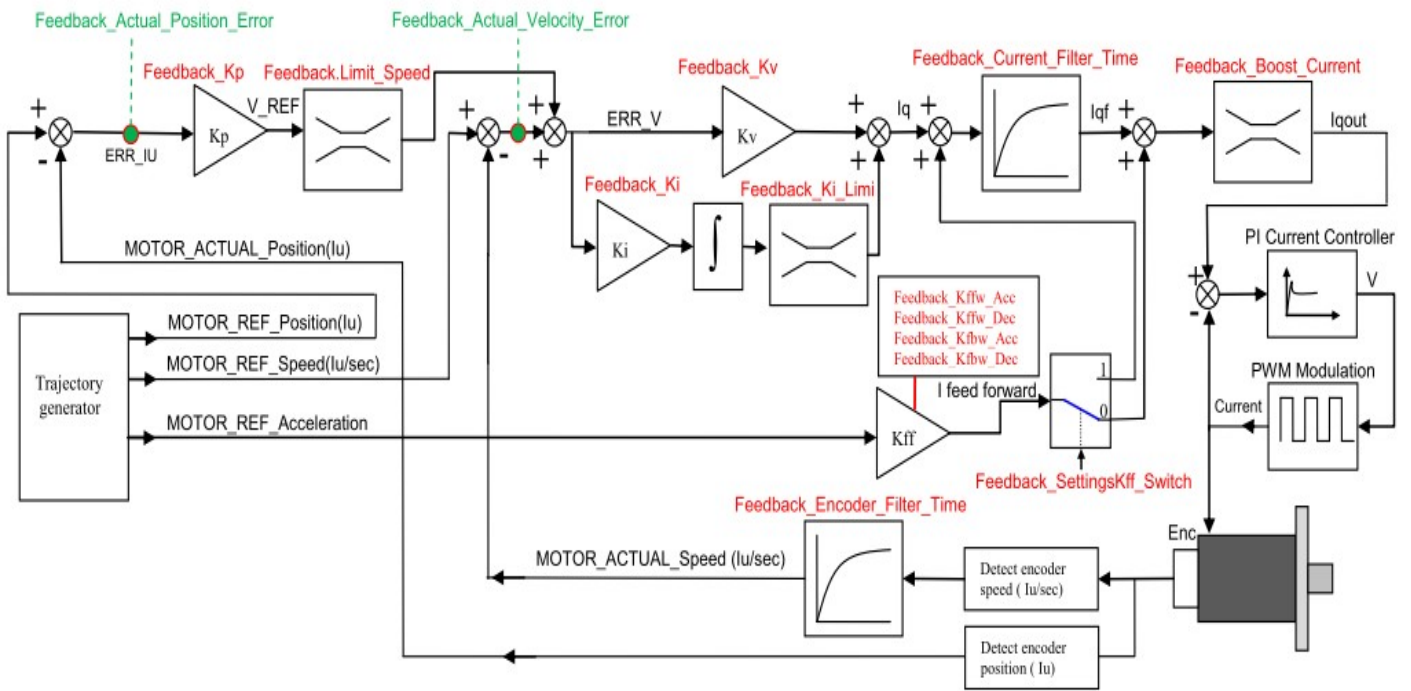 Feedback_Actual_Position_Error
Feedback_Actual_Velocity_Error
Feedback_Kp
Feedback.Limit_Speed
Feedback_Kv
Feedback_Current_Filter_Time
Feedback_Boost_Current
+
-
ERR_IU
Kp
V_REF
+
-
+
+
ERR_V
Kv
+
+
Iq
+
+
Iqf
+
+
Iqout
Feedback_Ki
Ki
∫
Feedback_Ki_Limi
MOTOR_ACTUAL_Position(Iu)
PI Current Controller
+
-
V
Feedback_Kffw_Acc
Feedback_Kffw_Dec
Feedback_Kfbw_Acc
Feedback_Kfbw_Dec
Trajectory
generator
MOTOR_REF_Position(Iu)
MOTOR_REF_Speed(Iu/sec)
MOTOR_REF_Acceleration
Kff
I feed forward
1
0
PWM Modulation
Current
Feedback_SettingsKff_Switch
Feedback_Encoder_Filter_Time
MOTOR_ACTUAL_Speed (Iu/sec)
Detect encoder
speed ( Iu/sec)
Enc
Detect encoder
position ( Iu)